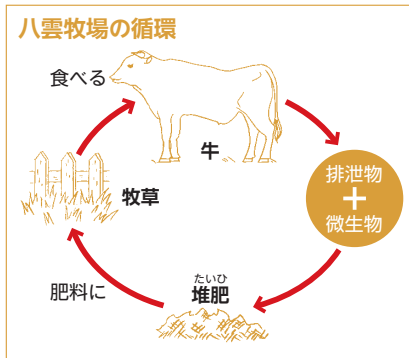 八雲牧場の循環
食べる
牛
排泄物
+
微生物
牧草
肥料に
たいひ
堆肥